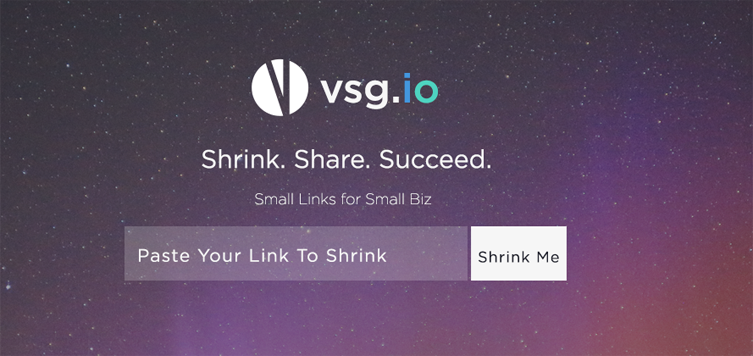 vsg.io
Shrink. Share. Succeed.
Small Links for Small Biz
Paste Your Link To Shrink
Shrink Me